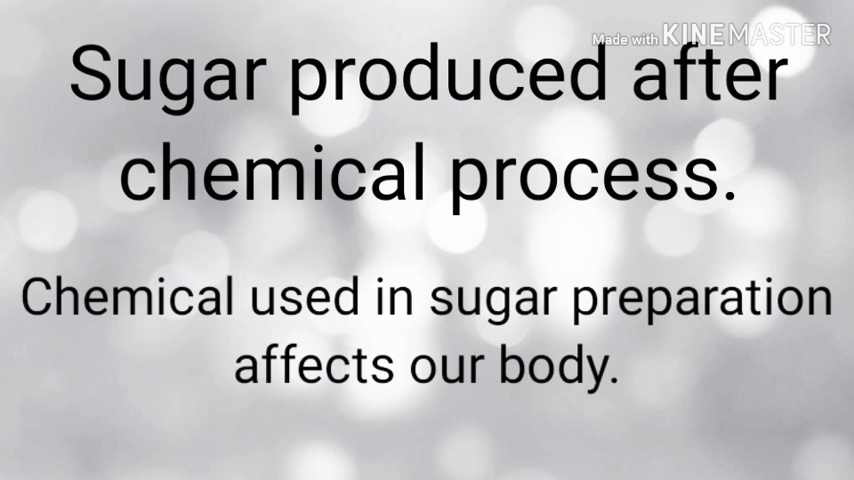 Made with KINEMASTER
Sugar produced after
chemical process.
Chemical used in sugar preparation
affects our body.